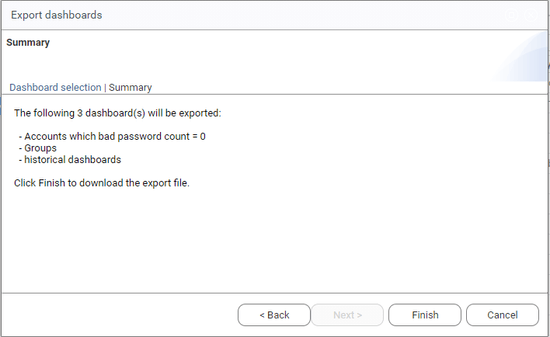 Export dashboards
Summary
Dashboard selection | Summary
The following 3 dashboard(s) will be exported:
- Accounts which bad password count = 0
- Groups
- historical dashboards
Click Finish to download the export file.
< Back Next > Finish Cancel